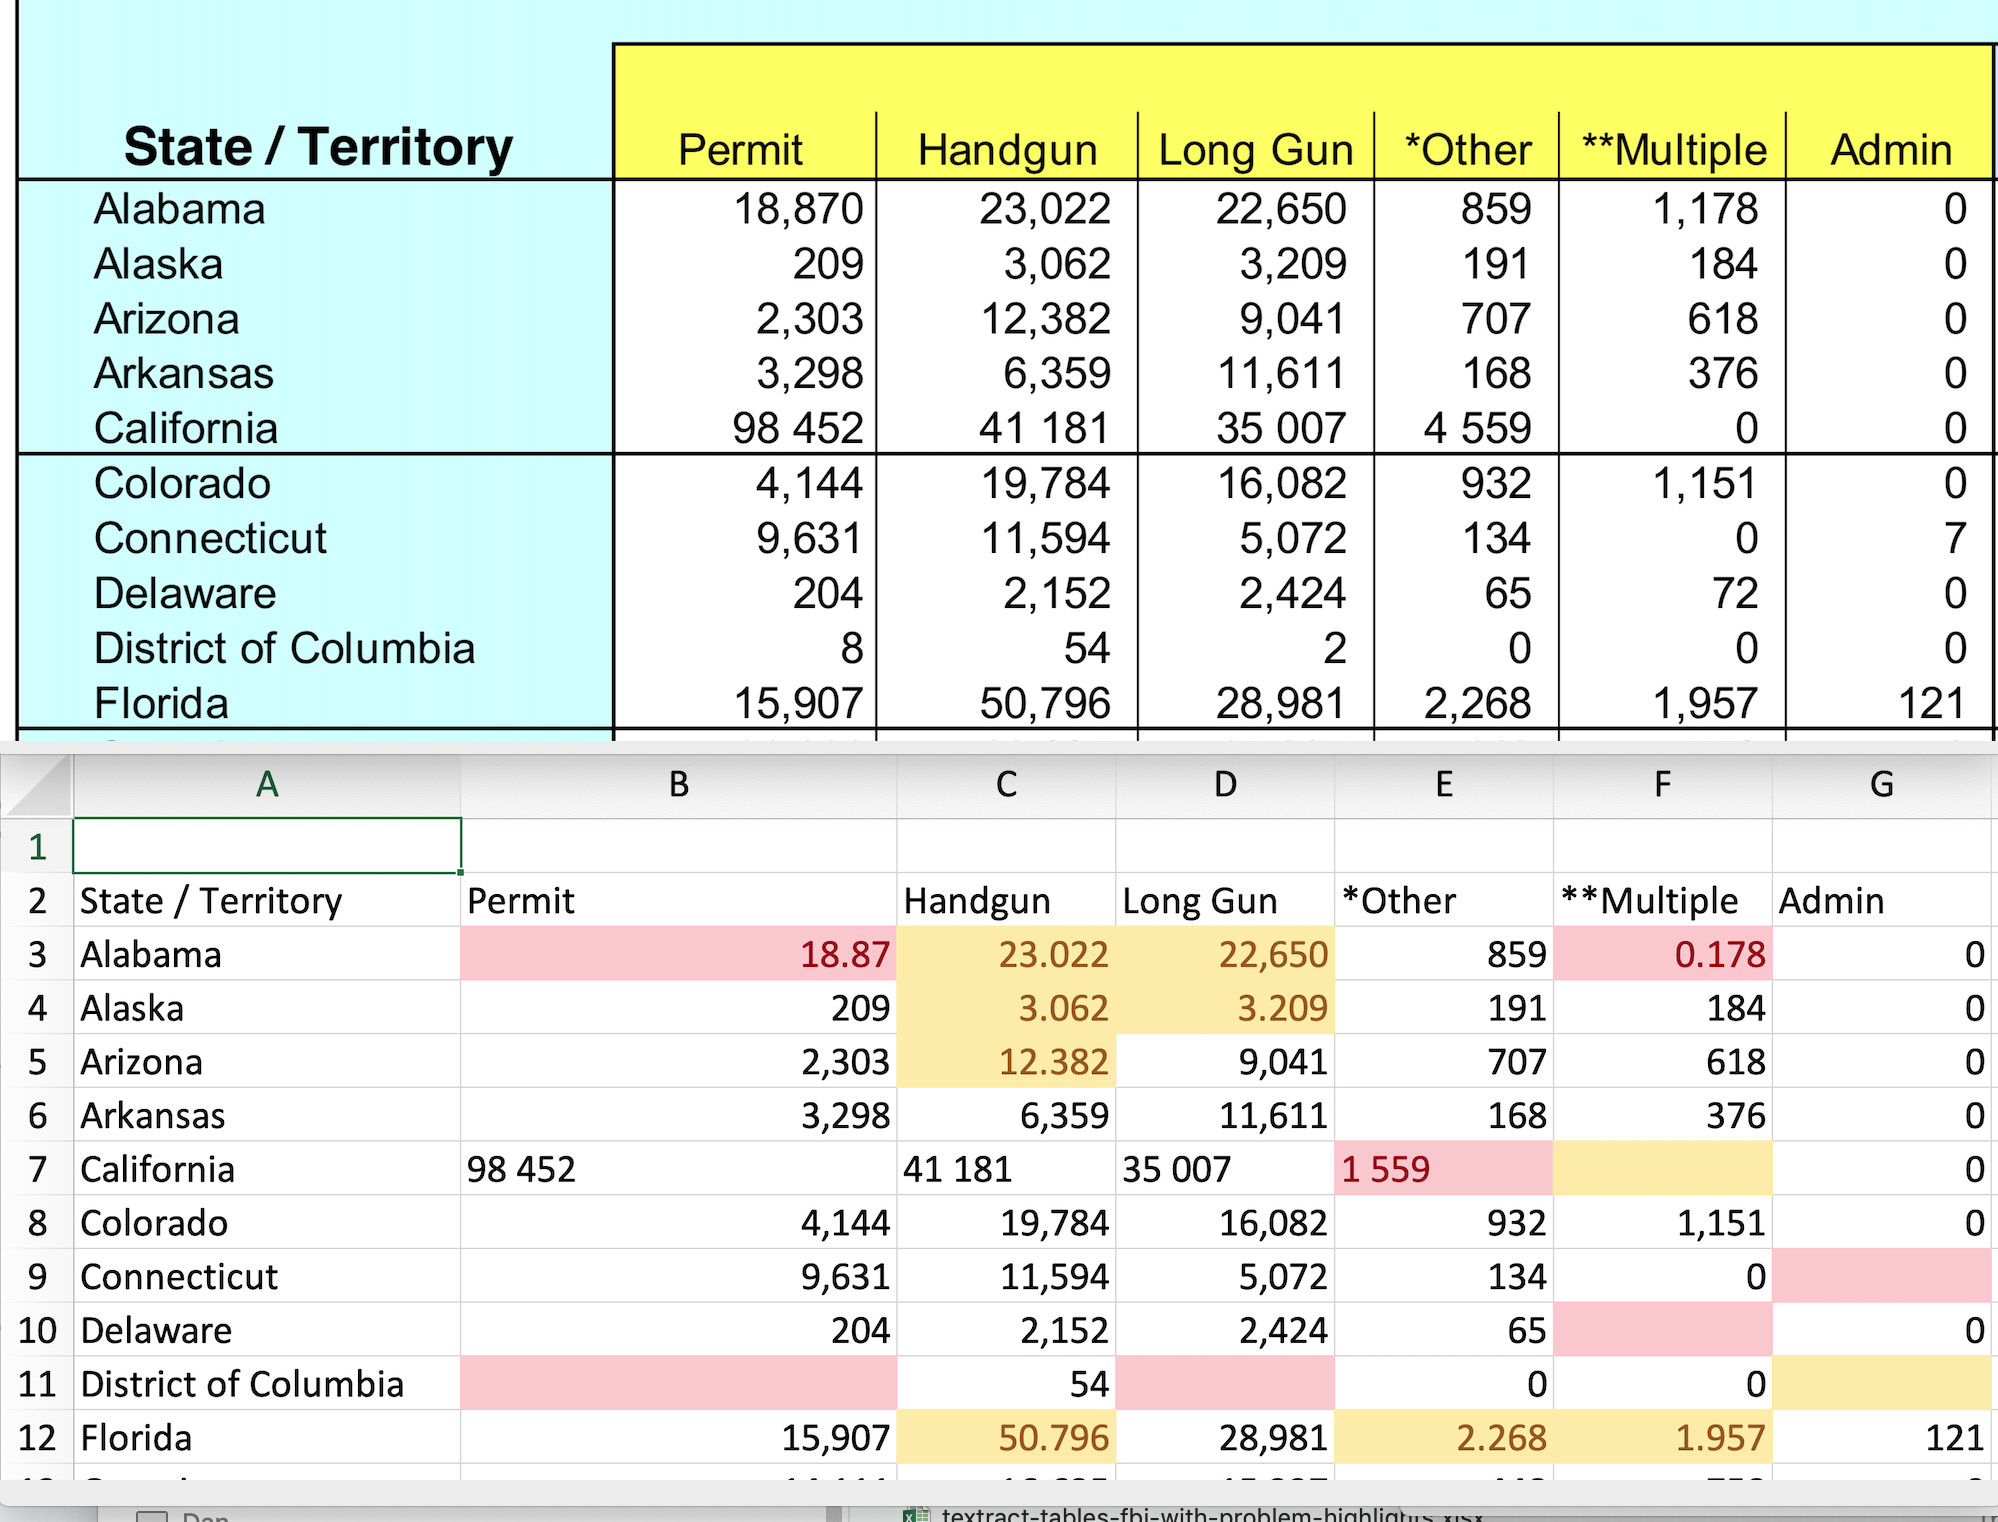 State / Territory Permit Handgun Long Gun *Other **Multiple Admin
Alabama 18,870 23,022 22,650 859 1,178 0
Alaska 209 3,062 3,209 191 184 0
Arizona 2,303 12,382 9,041 707 618 0
Arkansas 3,298 6,359 11,611 168 376 0
California 98 452 41 181 35 007 4 559 0 0
Colorado 4,144 19,784 16,082 932 1,151 0
Connecticut 9,631 11,594 5,072 134 0 7
Delaware 204 2,152 2,424 65 72 0
District of Columbia 8 54 2 0 0 0
Florida 15,907 50,796 28,981 2,268 1,957 121
A B C D E F G
1
2 State / Territory Permit Handgun Long Gun *Other **Multiple Admin
3 Alabama 18.87 23.022 22,650 859 0.178 0
4 Alaska 209 3.062 3.209 191 184 0
5 Arizona 2,303 12.382 9,041 707 618 0
6 Arkansas 3,298 6,359 11,611 168 376 0
7 California 98 452 41 181 35 007 1 559 0
8 Colorado 4,144 19,784 16,082 932 1,151 0
9 Connecticut 9,631 11,594 5,072 134 0
10 Delaware 204 2,152 2,424 65 0
11 District of Columbia 54 0 0
12 Florida 15,907 50.796 28,981 2.268 1.957 121
textract-tables-fbi-with-problem-highlights.xlsx